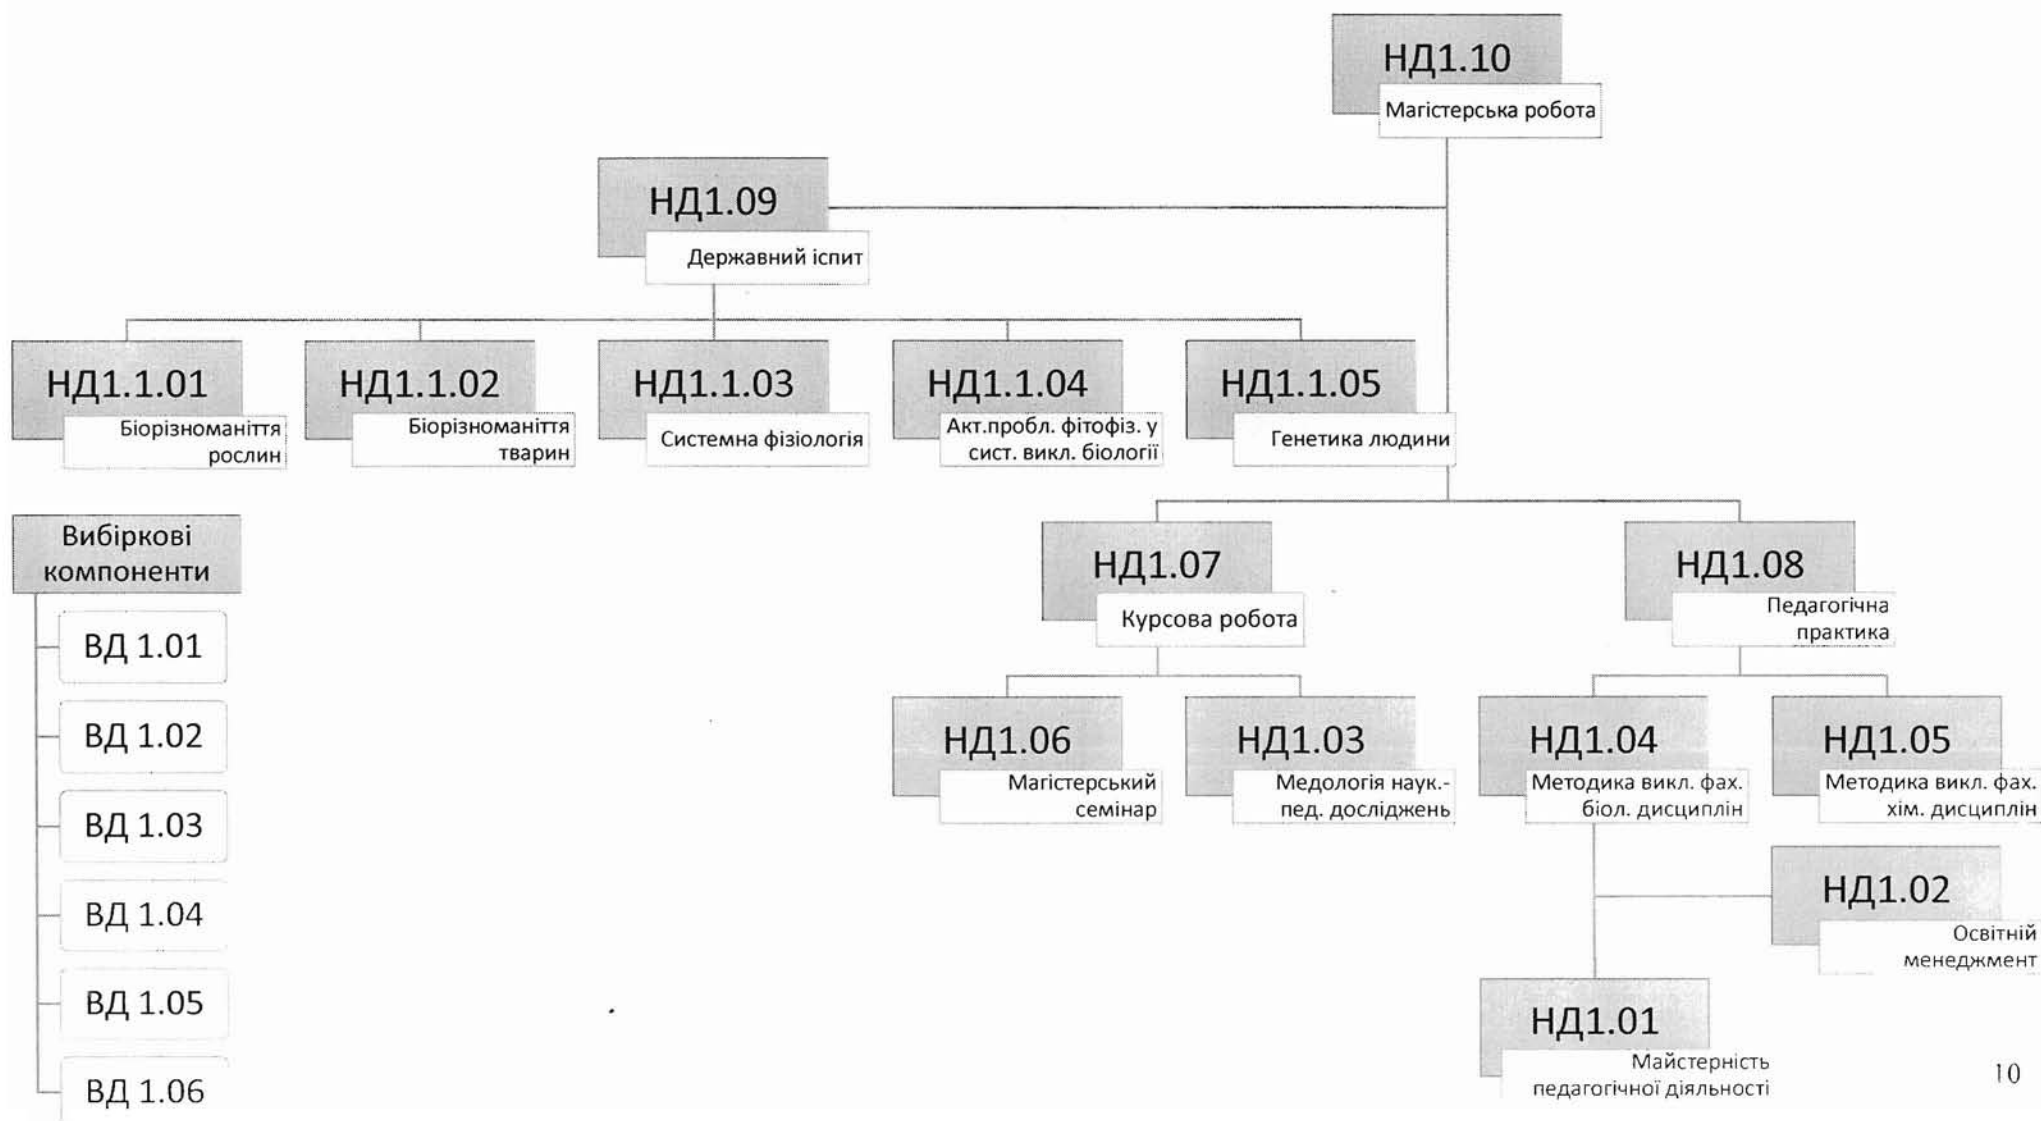 НД1.10
Магістерська робота
НД1.09
Державний іспит
НД1.1.01
Біорізноманіття
рослин
НД1.1.02
Біорізноманіття
тварин
НД1.1.03
Системна фізіологія
НД1.1.04
Акт.пробл. фітофіз. у
сист. викл. біології
НД1.1.05
Генетика людини
Вибіркові
компоненти
ВД 1.01
ВД 1.02
ВД 1.03
ВД 1.04
ВД 1.05
ВД 1.06
НД1.07
Курсова робота
НД1.08
Педагогічна
практика
НД1.06
Магістерський
семінар
НД1.03
Медологія наук.-
пед. досліджень
НД1.04
Методика викл. фах.
біол. дисциплін
НД1.05
Методика викл. фах.
хім. дисциплін
НД1.02
Освітній
менеджмент
НД1.01
Майстерність
педагогічної діяльності
10